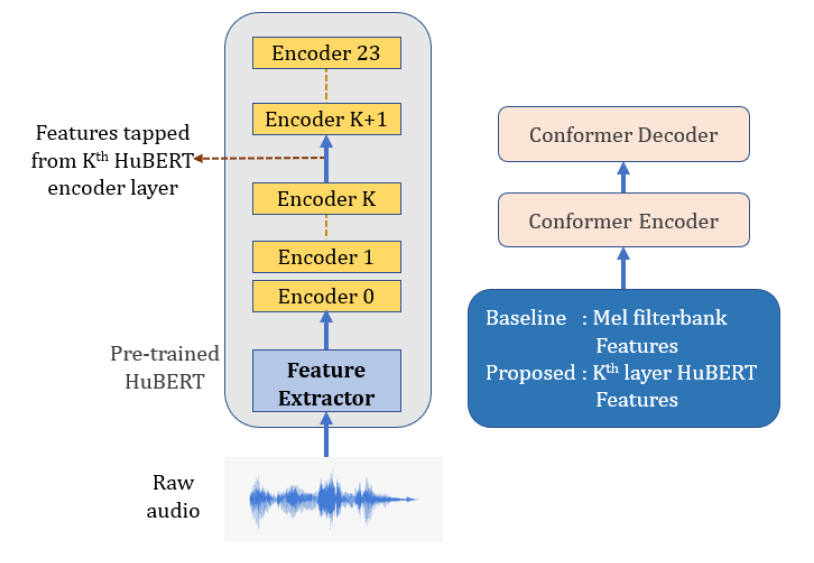 Encoder 23
Encoder K+1
Features tapped
from Kᵗʰ HuBERT
encoder layer
Encoder K
Encoder 1
Encoder 0
Pre-trained
HuBERT
Feature
Extractor
Raw
audio
Conformer Decoder
Conformer Encoder
Baseline : Mel filterbank
Features
Proposed : Kᵗʰ layer HuBERT
Features